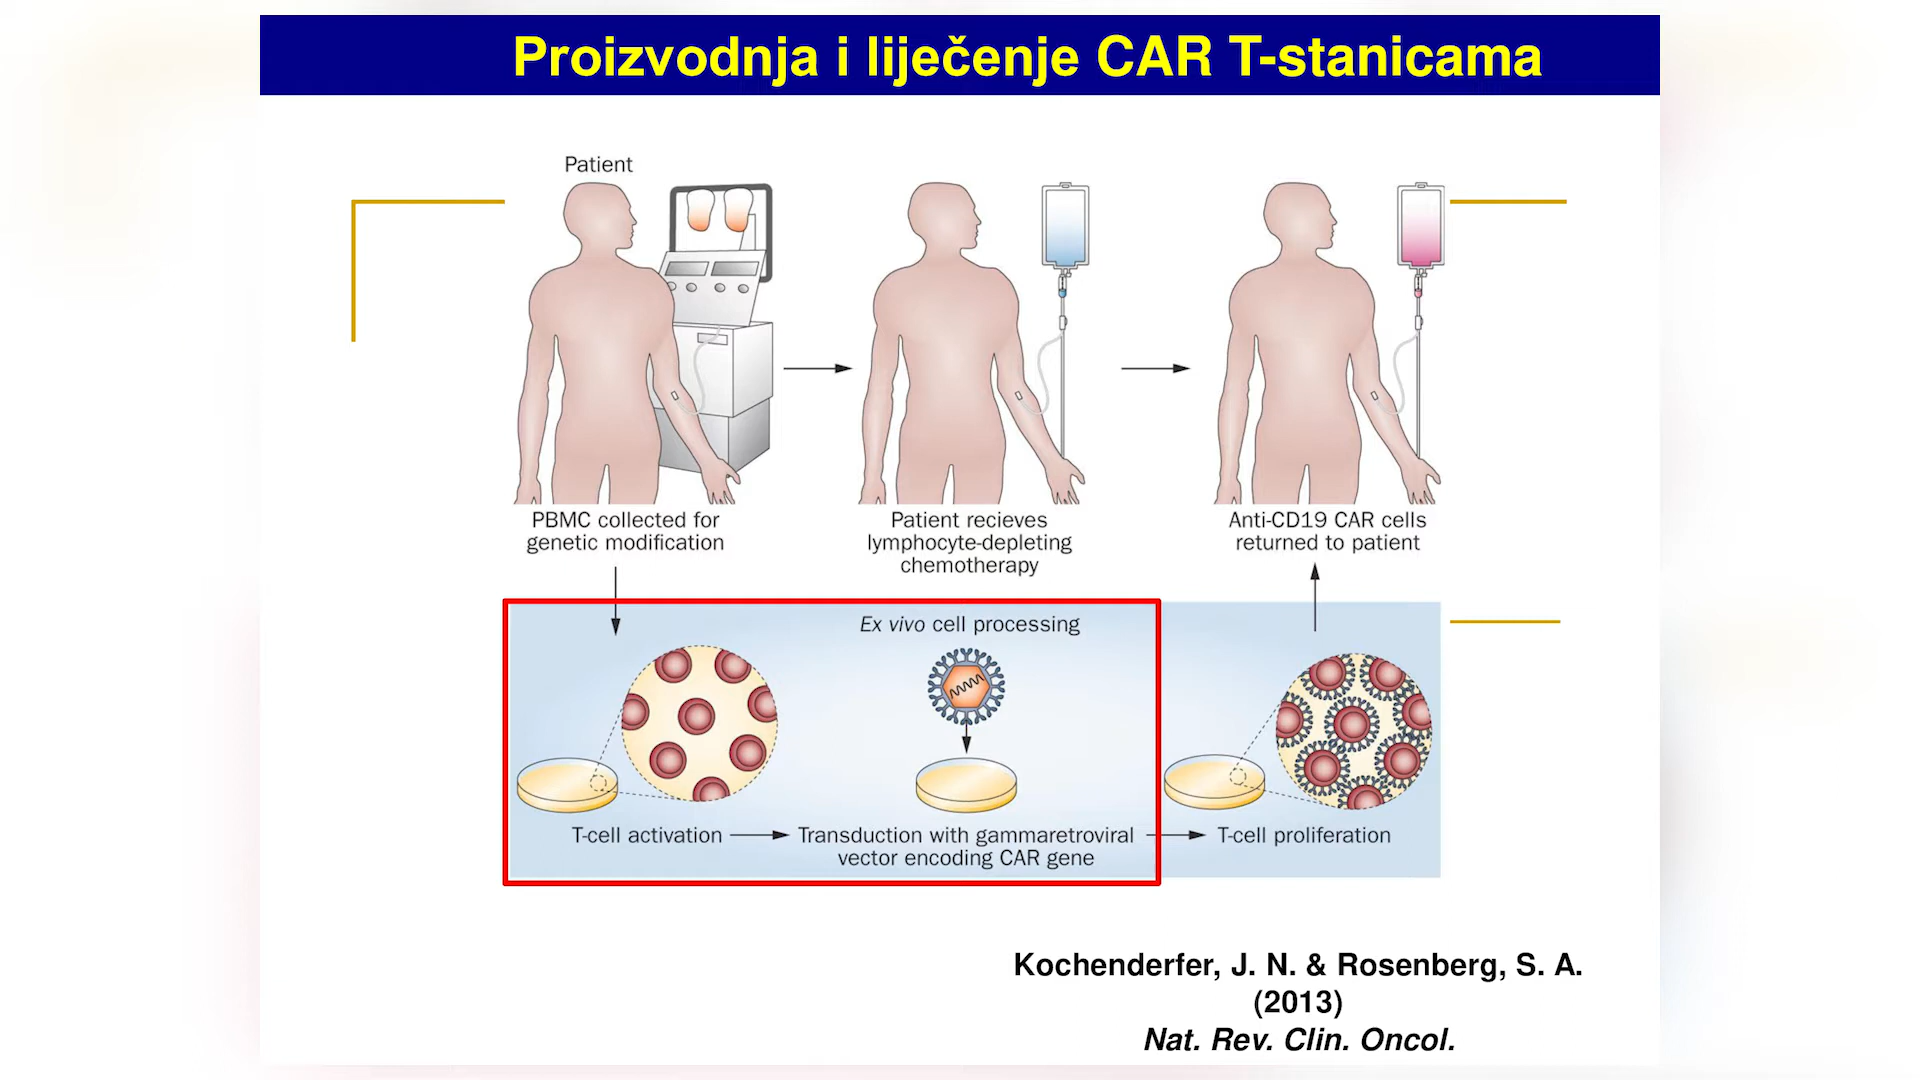 Proizvodnja i liječenje CAR T-stanicama
Patient
PBMC collected for
genetic modification
Patient recieves
lymphocyte-depleting
chemotherapy
Anti-CD19 CAR cells
returned to patient
Ex vivo cell processing
T-cell activation
Transduction with gammaretroviral
vector encoding CAR gene
T-cell proliferation
Kochenderfer, J. N. & Rosenberg, S. A.
(2013)
Nat. Rev. Clin. Oncol.